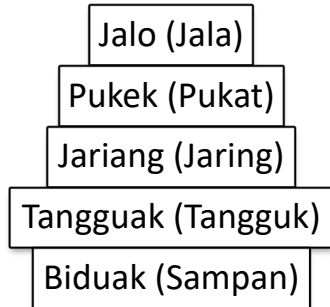 Jalo (Jala)
Pukek (Pukat)
Jariang (Jaring)
Tangguak (Tangguk)
Biduak (Sampan)